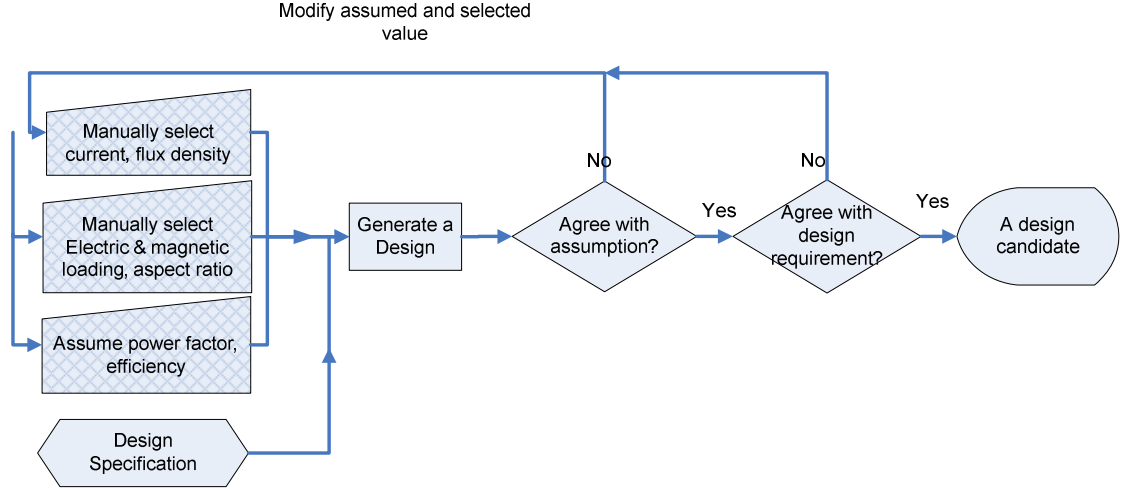 Modify assumed and selected
value
Manually select
current, flux density
No
No
Manually select
Electric & magnetic
loading, aspect ratio
Generate a
Design
Agree with
assumption?
Yes
Agree with
design
requirement?
Yes
A design
candidate
Assume power factor,
efficiency
Design
Specification